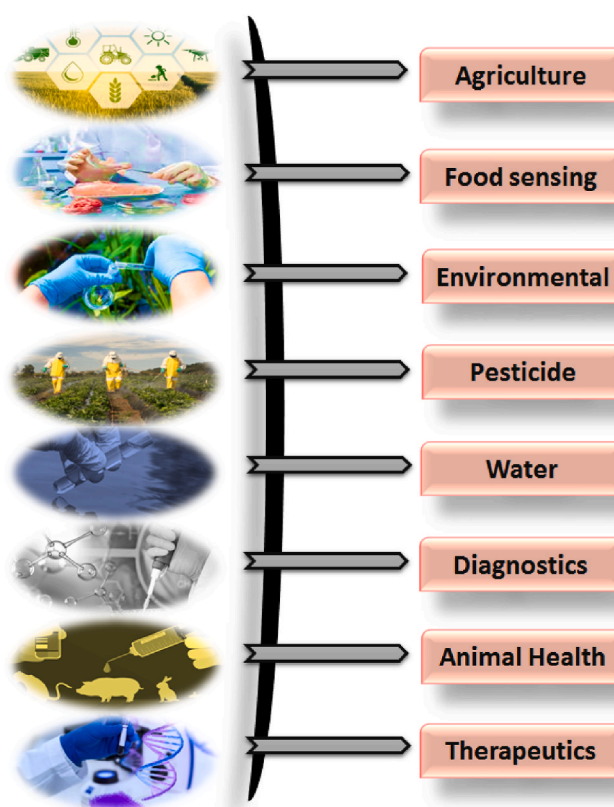 Agriculture
Food sensing
Environmental
Pesticide
Water
Diagnostics
Animal Health
Therapeutics